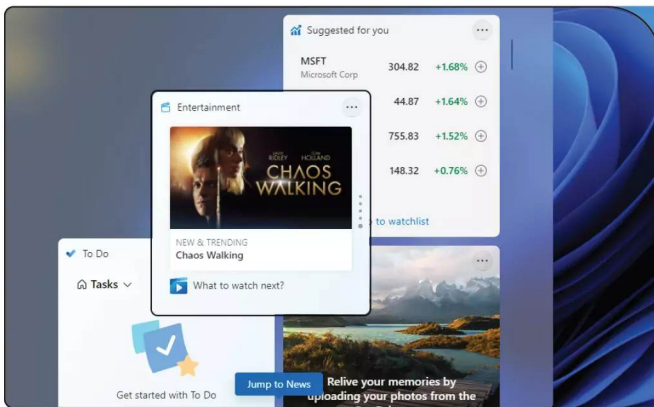 Suggested for you
MSFT
Microsoft Corp
304.82 +1.68%
44.87 +1.64%
755.83 +1.52%
148.32 +0.76%
to watchlist
Entertainment
RIDLEY HOLLAND
CHAOS
WALKING
NEW & TRENDING
Chaos Walking
What to watch next?
To Do
Tasks
Get started with To Do
Jump to News
Relive your memories by
uploading your photos from the